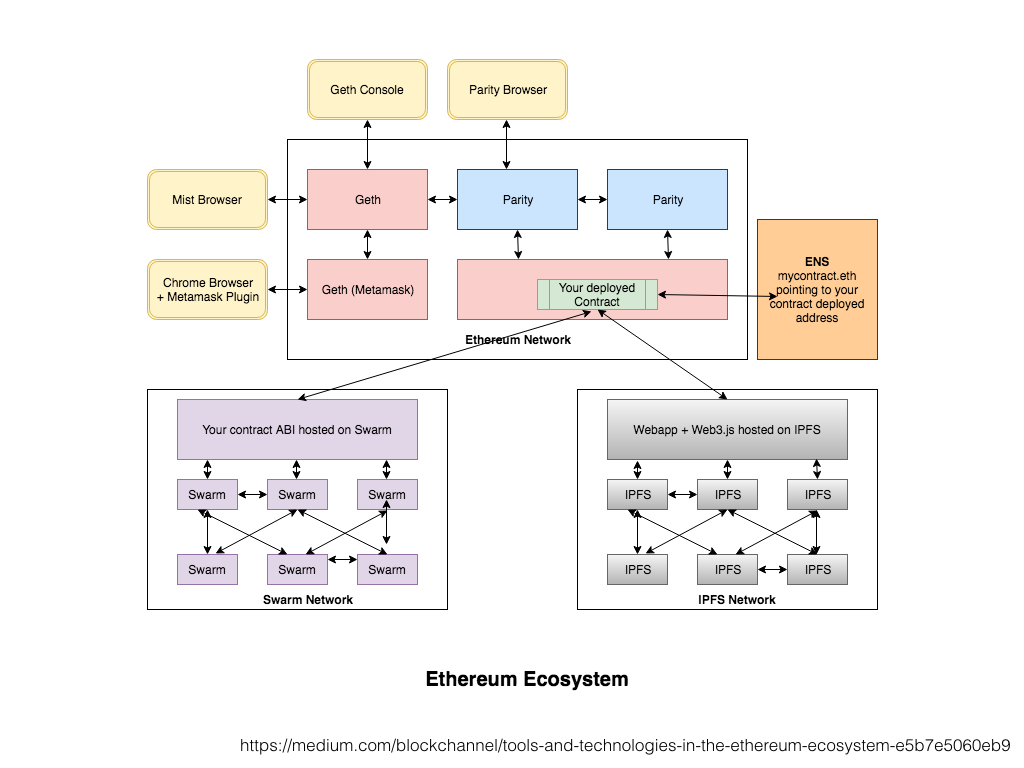 Geth Console
Parity Browser
Mist Browser
Geth
Parity
Parity
Chrome Browser
+ Metamask Plugin
Geth (Metamask)
Your deployed
Contract
ENS
mycontract.eth
pointing to your
contract deployed
address
Ethereum Network
Your contract ABI hosted on Swarm
Swarm
Swarm
Swarm
Swarm
Swarm
Swarm
Swarm Network
Webapp + Web3.js hosted on IPFS
IPFS
IPFS
IPFS
IPFS
IPFS
IPFS
IPFS Network
Ethereum Ecosystem
https://medium.com/blockchannel/tools-and-technologies-in-the-ethereum-ecosystem-e5b7e5060eb9